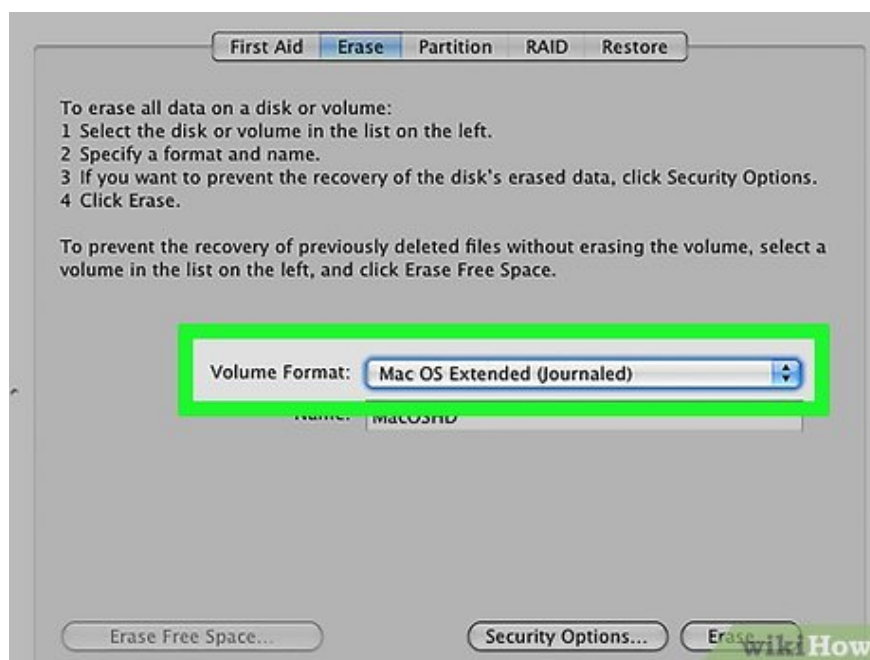 First Aid Erase Partition RAID Restore
To erase all data on a disk or volume:
1 Select the disk or volume in the list on the left.
2 Specify a format and name.
3 If you want to prevent the recovery of the disk's erased data, click Security Options.
4 Click Erase.
To prevent the recovery of previously deleted files without erasing the volume, select a
volume in the list on the left, and click Erase Free Space.
Volume Format: Mac OS Extended (Journaled)
Name: MacOSHD
Erase Free Space... Security Options... Erase...
wikiHow